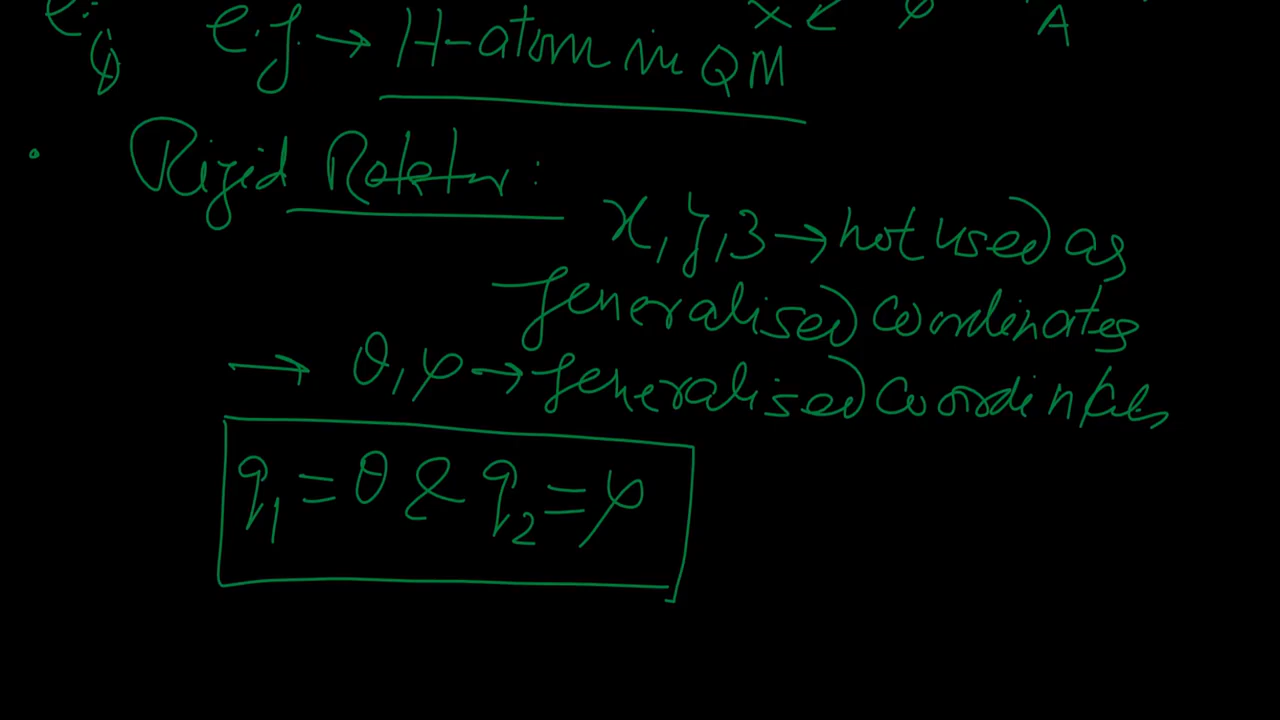 e.g. → H-atom in QM
• Rigid Rotator:
x, y, z → not used as
generalised coordinates
→ θ, φ → generalised coordinates
q₁ = θ & q₂ = φ